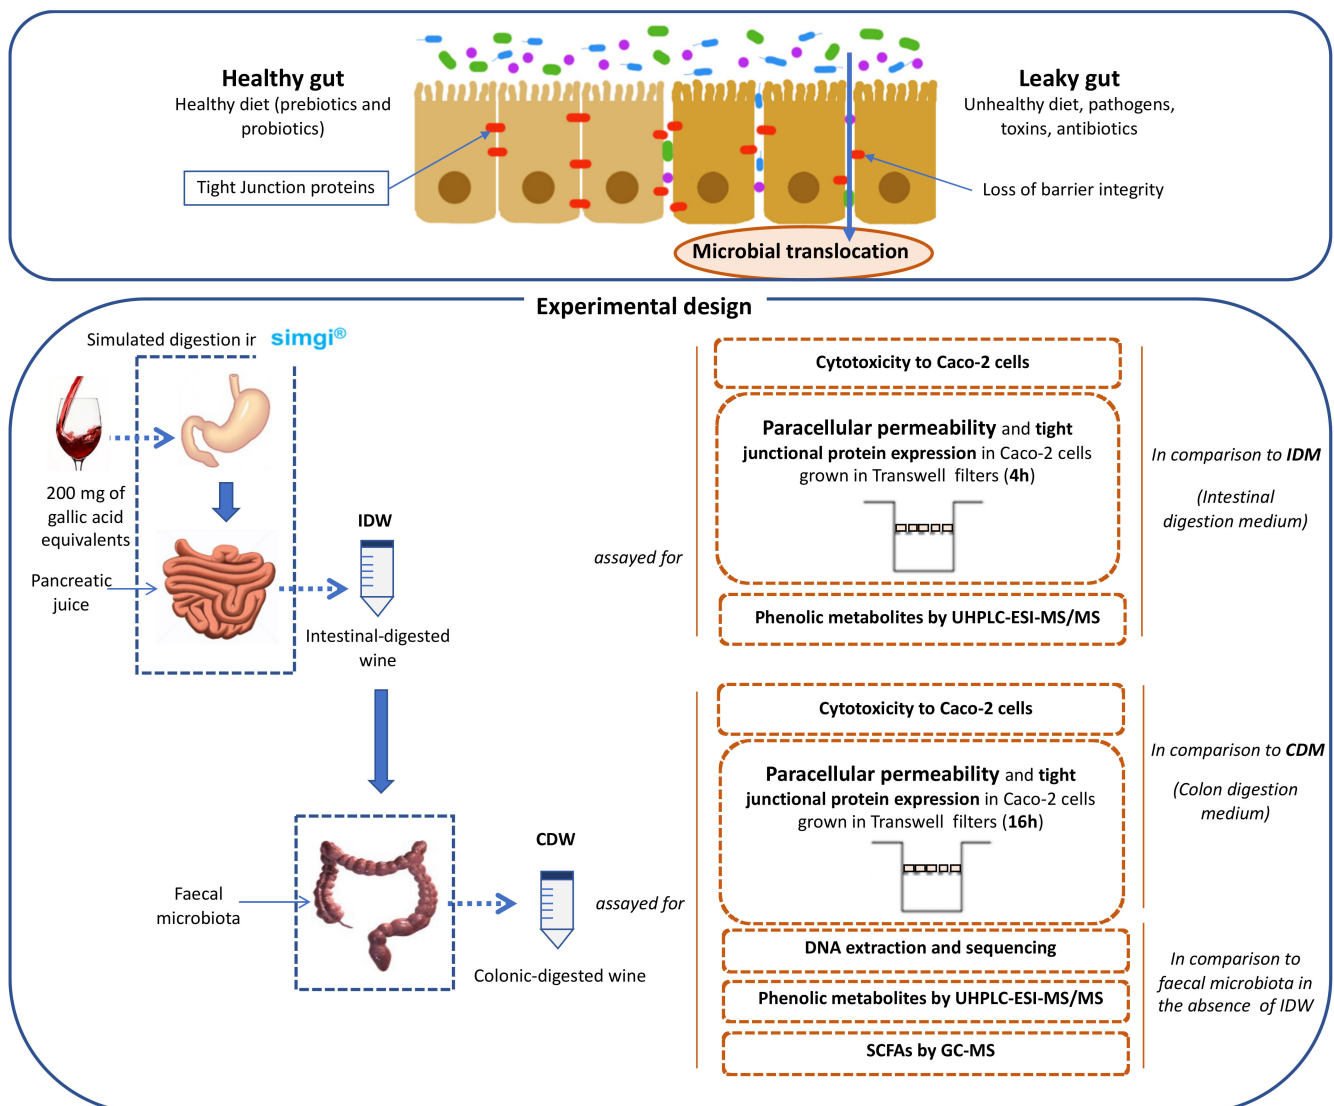 Healthy gut
Healthy diet (prebiotics and
probiotics)
Tight Junction proteins
Leaky gut
Unhealthy diet, pathogens,
toxins, antibiotics
Loss of barrier integrity
Microbial translocation
Experimental design
Simulated digestion in simgi®
200 mg of
gallic acid
equivalents
Pancreatic
juice
IDW
Intestinal-digested
wine
assayed for
Cytotoxicity to Caco-2 cells
Paracellular permeability and tight
junctional protein expression in Caco-2 cells
grown in Transwell filters (4h)
Phenolic metabolites by UHPLC-ESI-MS/MS
In comparison to IDM
(Intestinal
digestion medium)
Faecal
microbiota
CDW
Colonic-digested wine
assayed for
Cytotoxicity to Caco-2 cells
Paracellular permeability and tight
junctional protein expression in Caco-2 cells
grown in Transwell filters (16h)
DNA extraction and sequencing
Phenolic metabolites by UHPLC-ESI-MS/MS
SCFAs by GC-MS
In comparison to CDM
(Colon digestion
medium)
In comparison to
faecal microbiota in
the absence of IDW